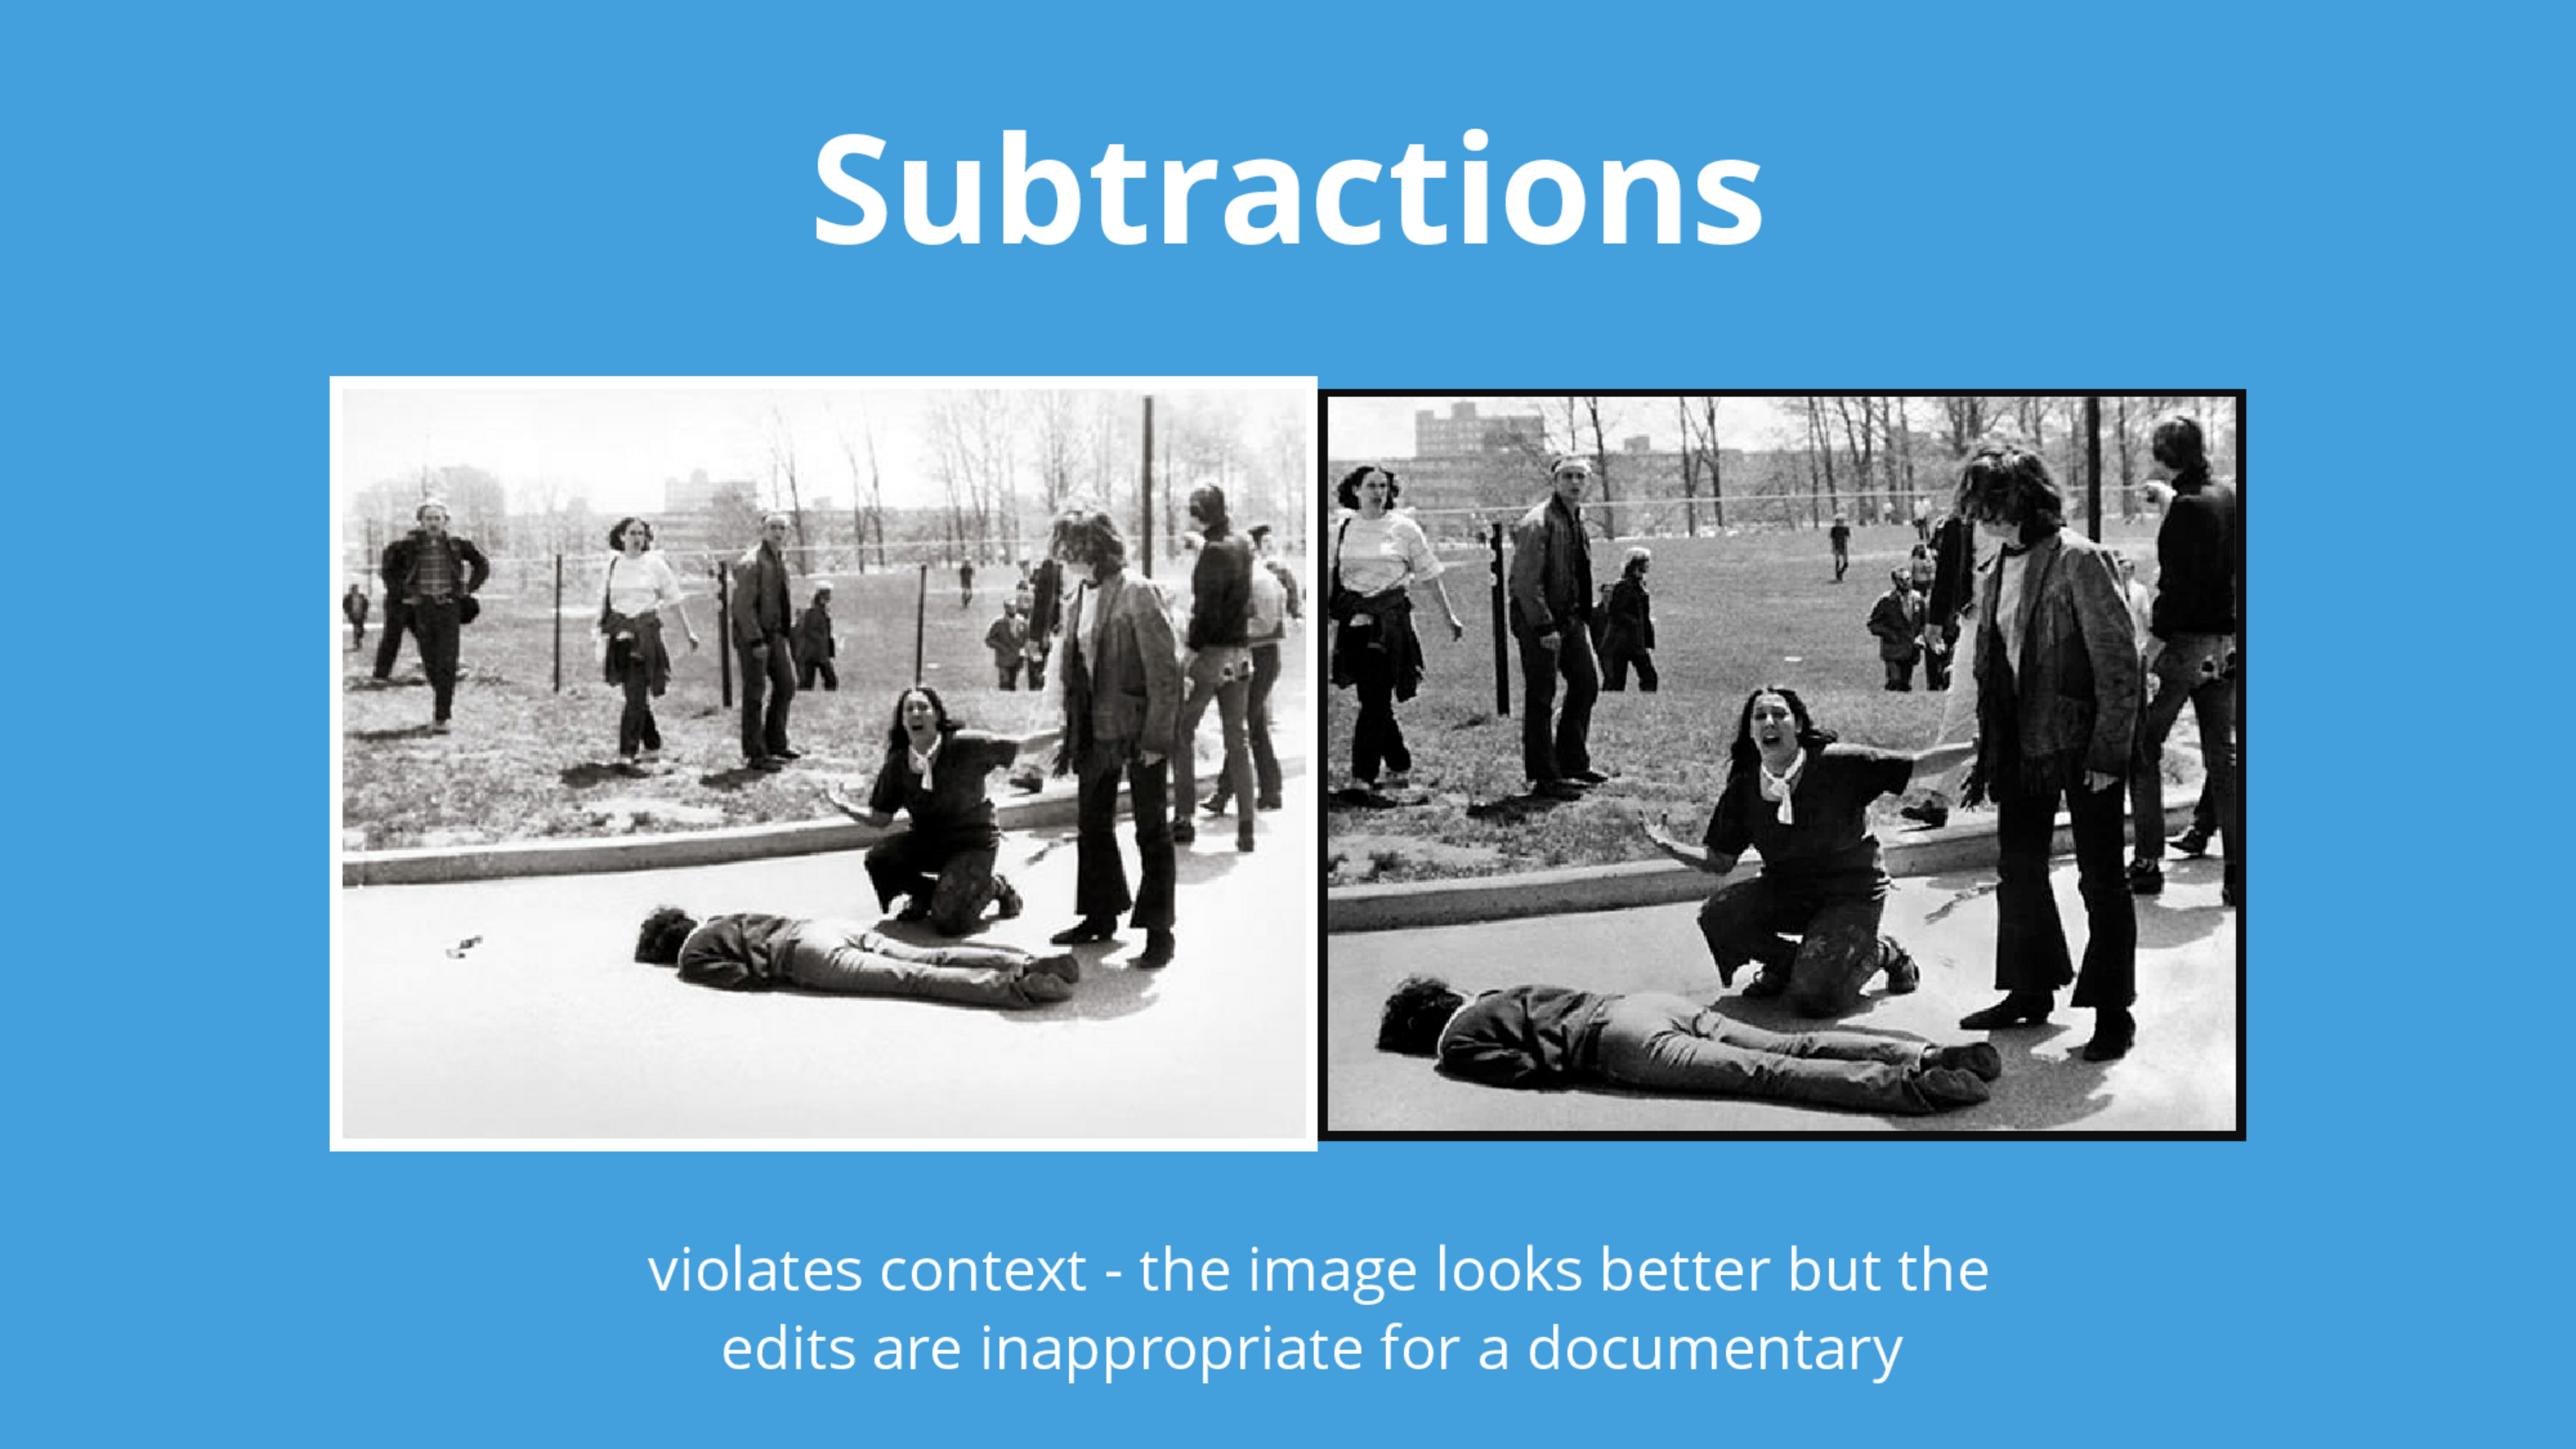 Subtractions
violates context - the image looks better but the
edits are inappropriate for a documentary